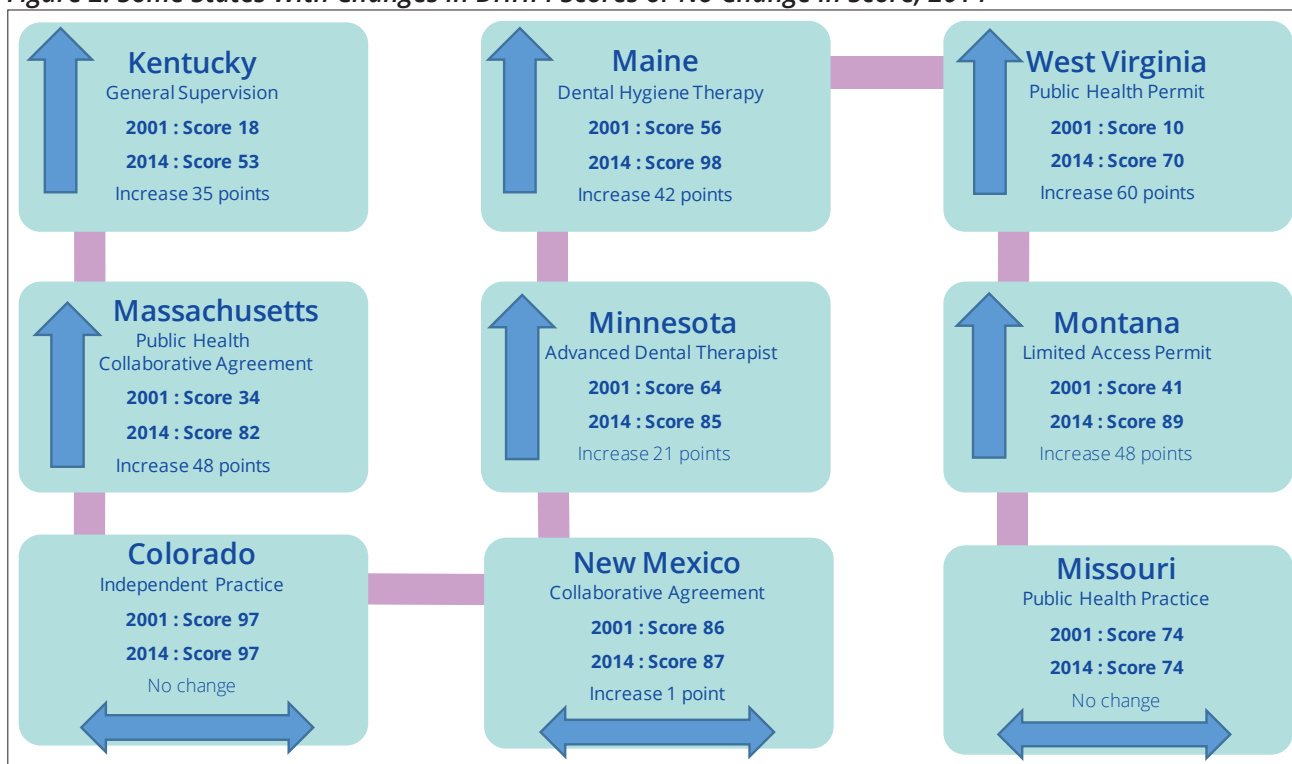 Kentucky
General Supervision
2001 : Score 18
2014 : Score 53
Increase 35 points
Maine
Dental Hygiene Therapy
2001 : Score 56
2014 : Score 98
Increase 42 points
West Virginia
Public Health Permit
2001 : Score 10
2014 : Score 70
Increase 60 points
Massachusetts
Public Health
Collaborative Agreement
2001 : Score 34
2014 : Score 82
Increase 48 points
Minnesota
Advanced Dental Therapist
2001 : Score 64
2014 : Score 85
Increase 21 points
Montana
Limited Access Permit
2001 : Score 41
2014 : Score 89
Increase 48 points
Colorado
Independent Practice
2001 : Score 97
2014 : Score 97
No change
New Mexico
Collaborative Agreement
2001 : Score 86
2014 : Score 87
Increase 1 point
Missouri
Public Health Practice
2001 : Score 74
2014 : Score 74
No change